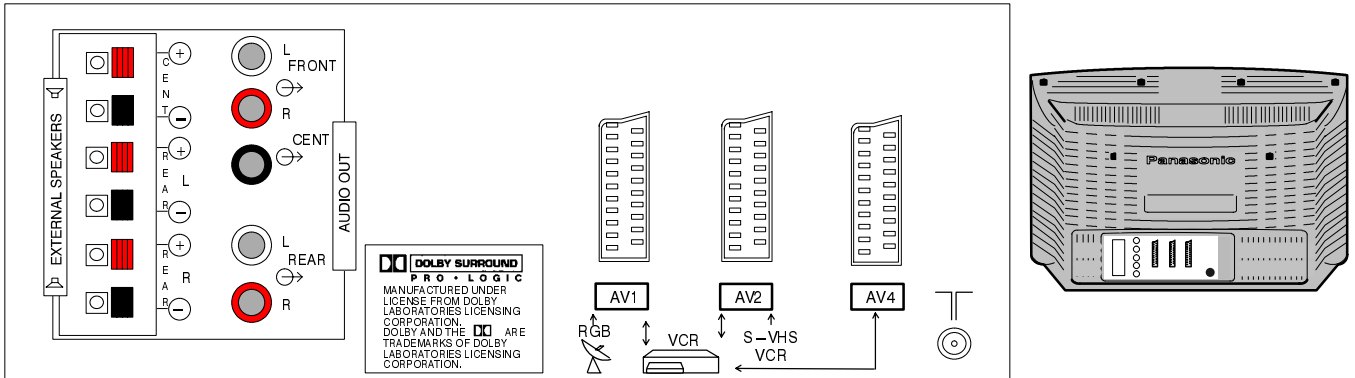 EXTERNAL SPEAKERS
+
CENT
−
+
REAR
L
−
+
REAR
R
−
L
FRONT
R
CENT
L
REAR
R
AUDIO OUT
DOLBY SURROUND
PRO • LOGIC
MANUFACTURED UNDER
LICENSE FROM DOLBY
LABORATORIES LICENSING
CORPORATION.
DOLBY AND THE ARE
TRADEMARKS OF DOLBY
LABORATORIES LICENSING
CORPORATION.
AV1
AV2
AV4
RGB
VCR
S-VHS
VCR
Panasonic